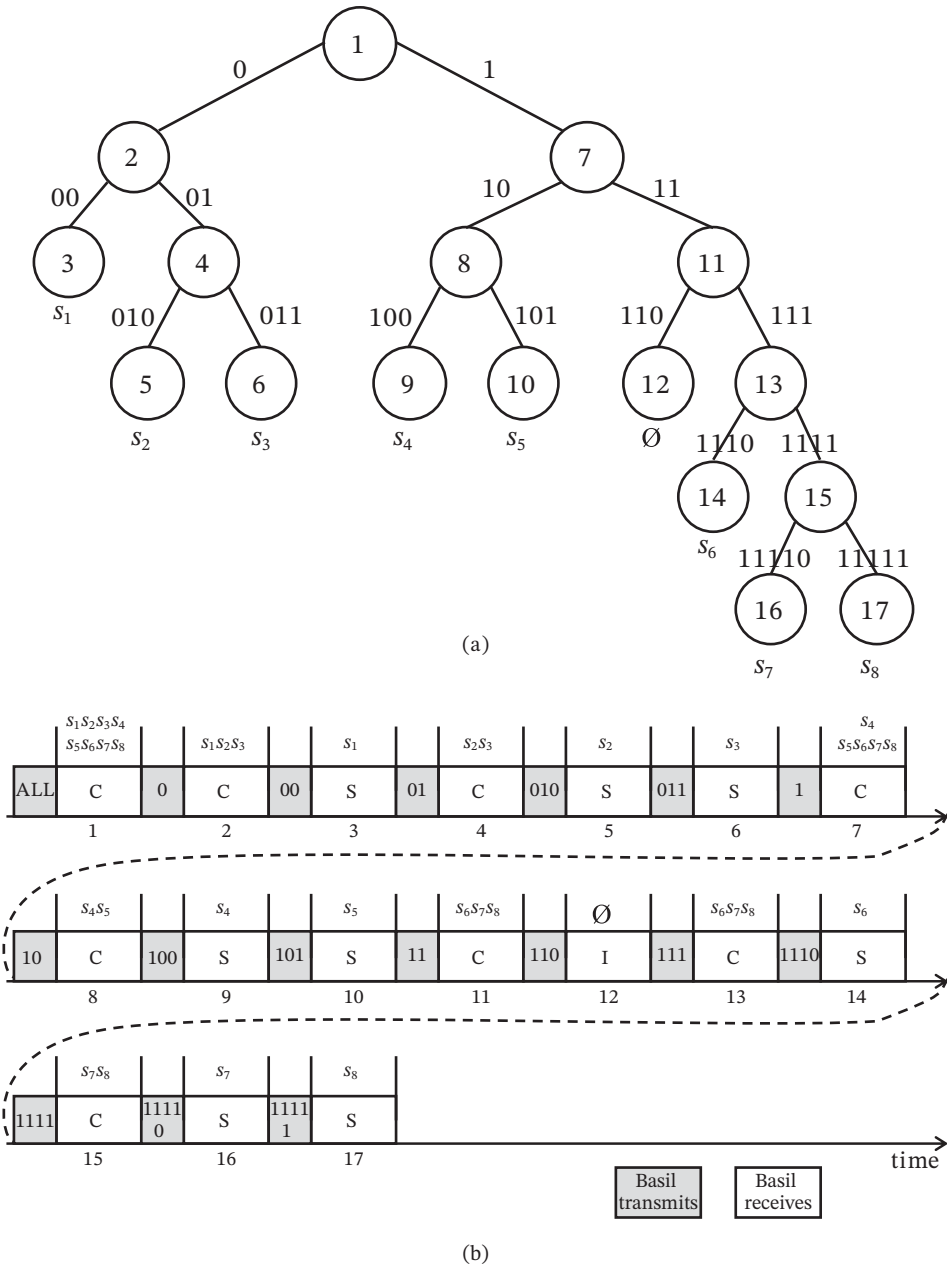 1
0 1
2 7
00 01 10 11
3 4 8 11
s1 010 011 100 101 110 111
5 6 9 10 12 13
s2 s3 s4 s5 Ø 1110 1111
14 15
s6 11110 11111
16 17
(a)
s7 s8
s1s2s3s4 s4
s5s6s7s8 s1s2s3 s1 s2s3 s2 s3 s5s6s7s8
ALL C 0 C 00 S 01 C 010 S 011 S 1 C
1 2 3 4 5 6 7
s4s5 s4 s5 s6s7s8 Ø s6s7s8 s6
10 C 100 S 101 S 11 C 110 I 111 C 1110 S
8 9 10 11 12 13 14
s7s8 s7 s8
1111 C 11110 S 11111 S
15 16 17 time
Basil Basil
transmits receives
(b)